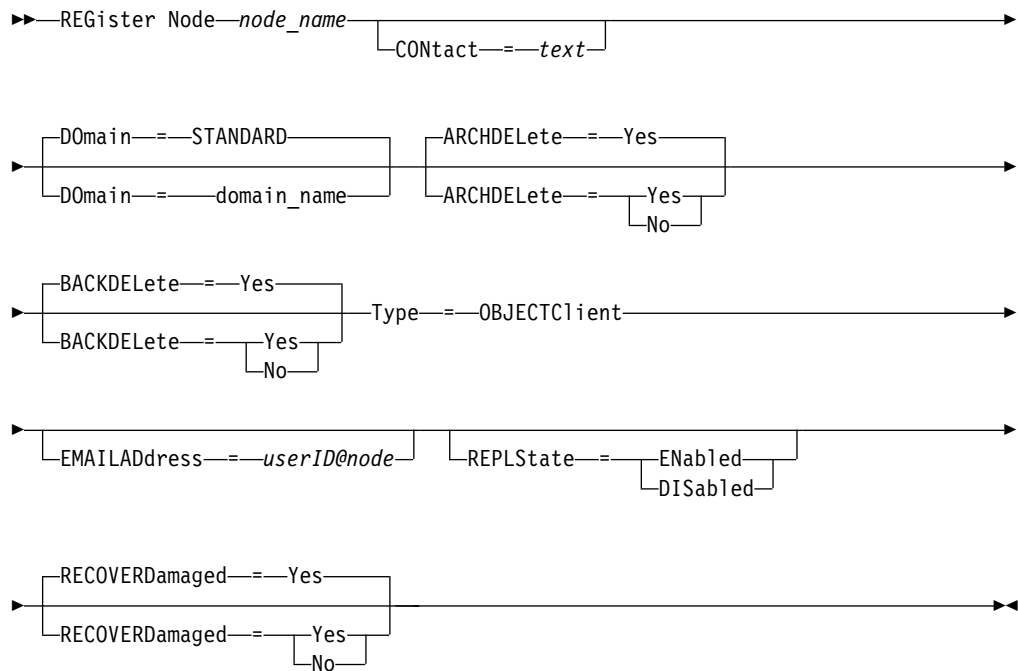 REGister Node node_name
CONtact = text
DOmain = STANDARD ARCHDELete = Yes
DOmain = domain_name ARCHDELete = Yes
No
BACKDELete = Yes
Type = OBJECTClient
BACKDELete = Yes
No
EMAILADdress = userID@node REPLState = ENabled
DISabled
RECOVERDamaged = Yes
RECOVERDamaged = Yes
No